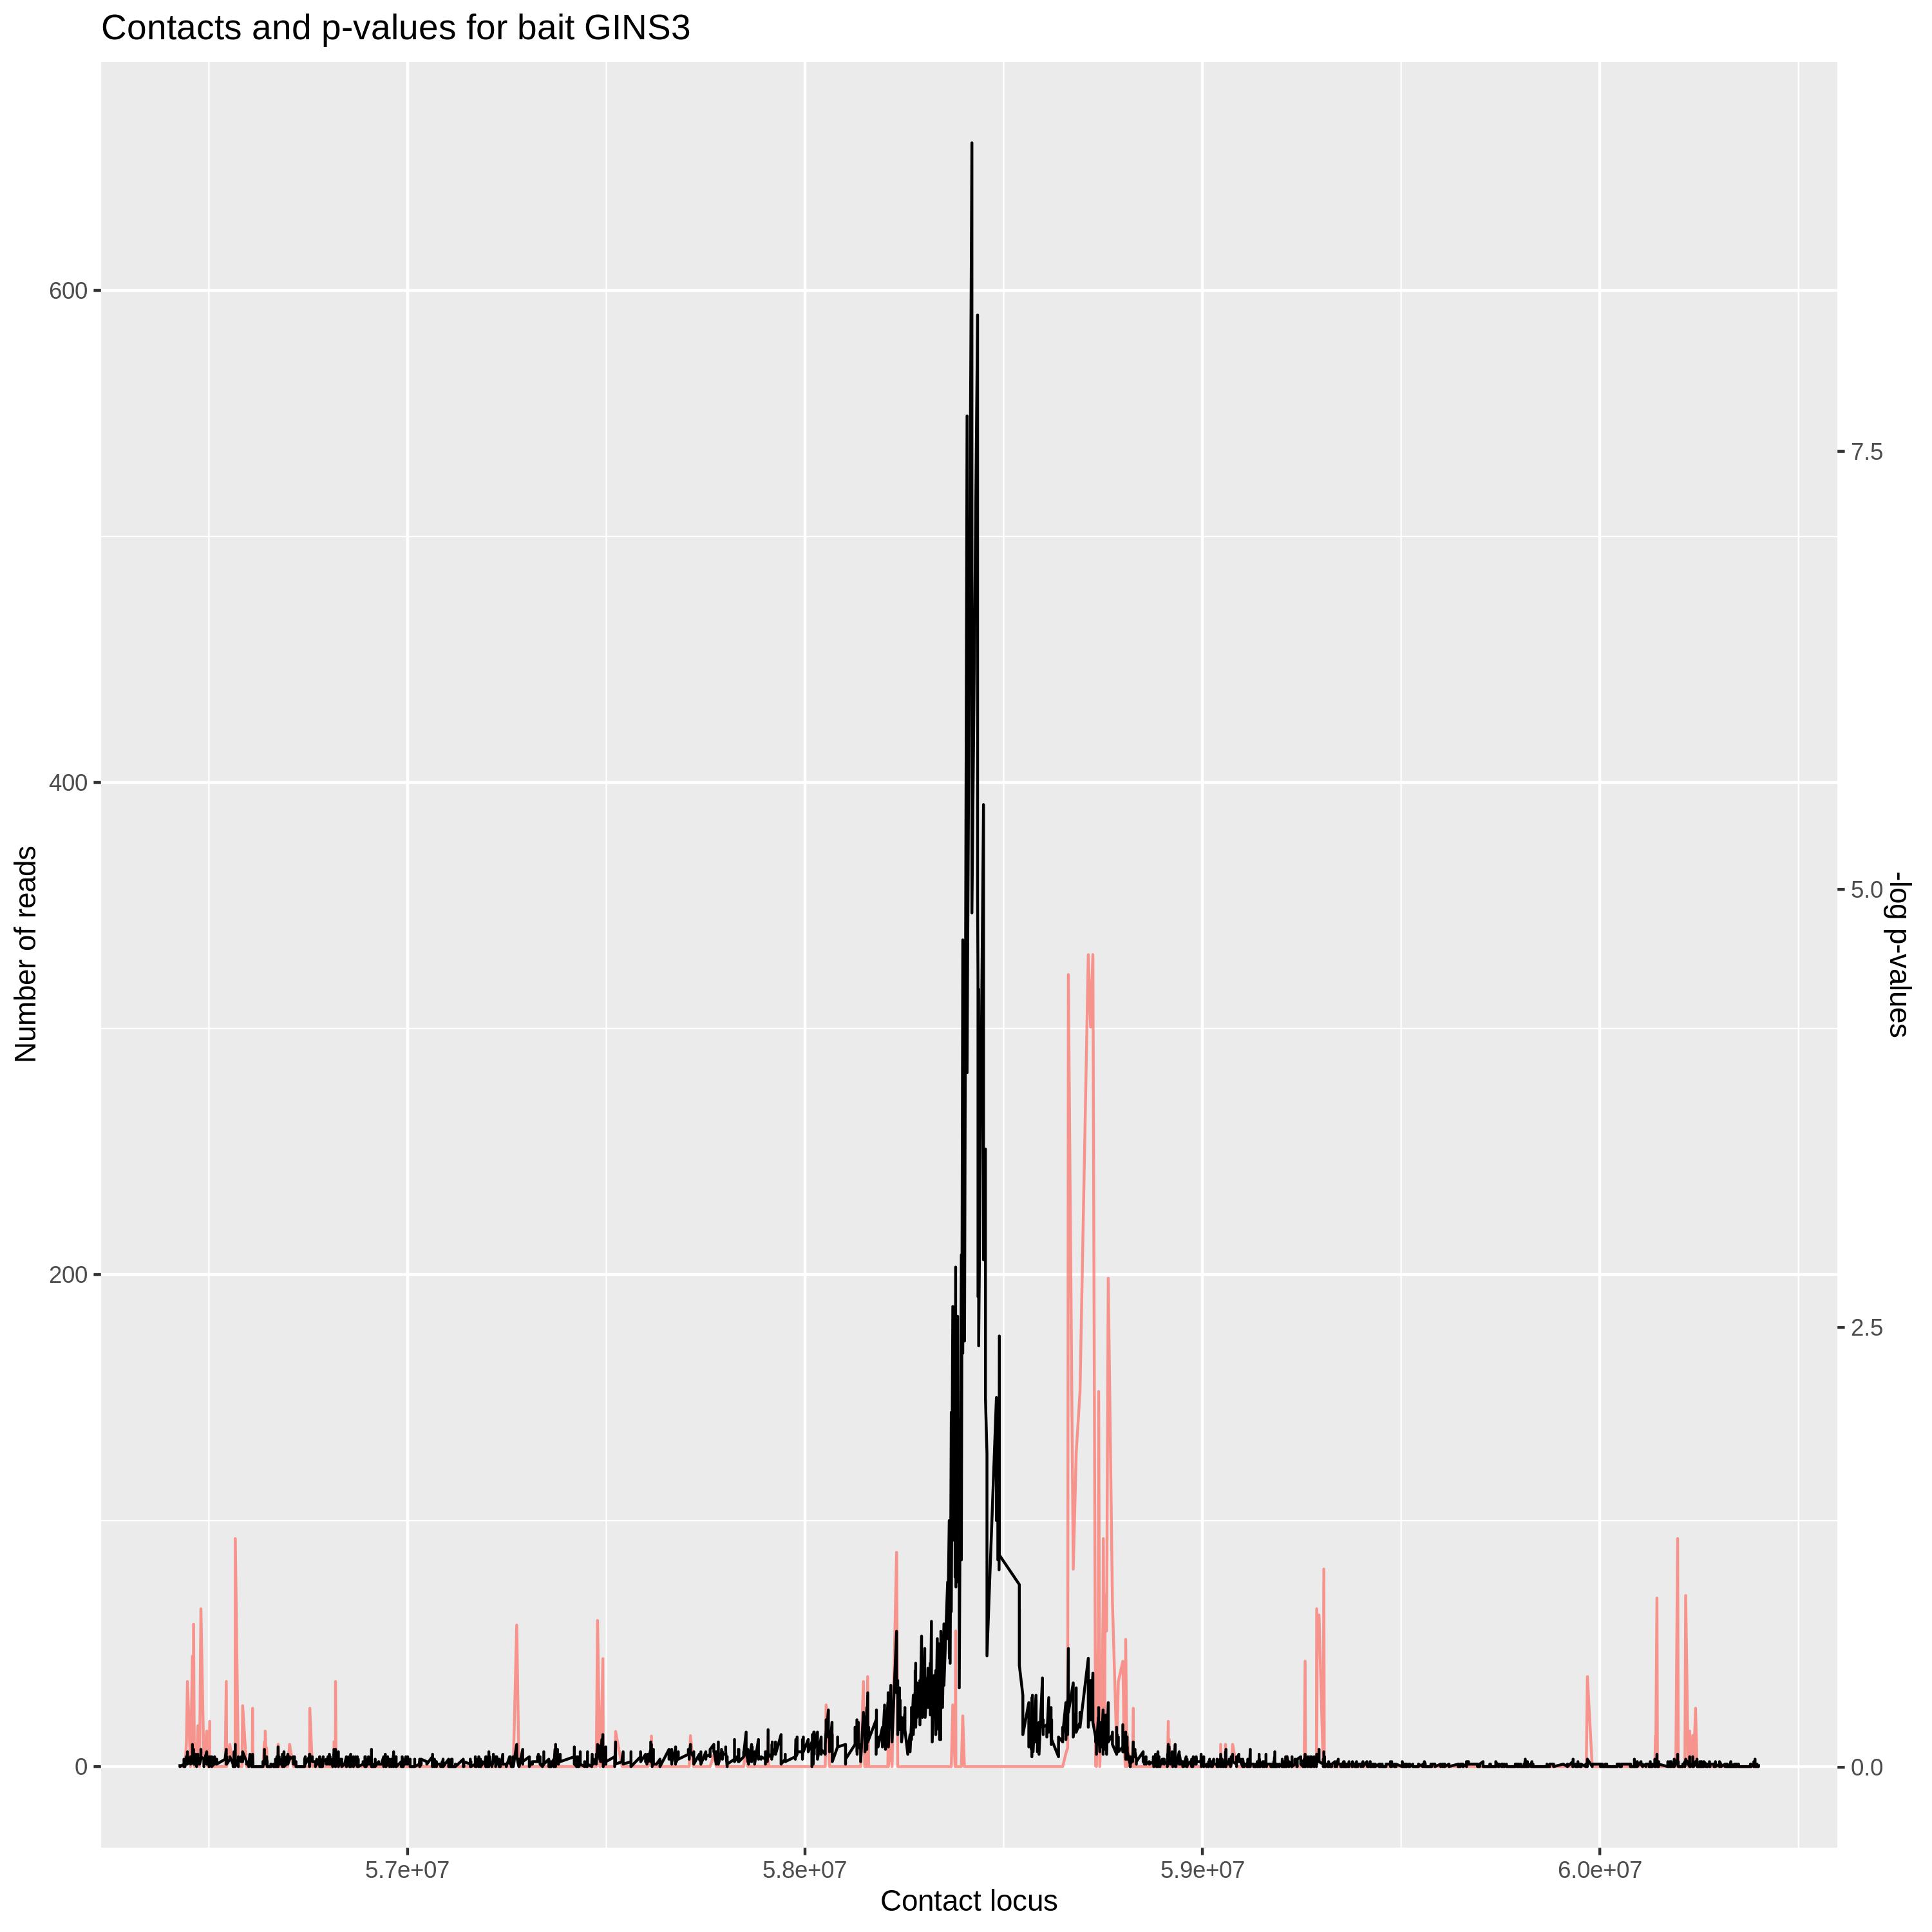 Contacts and p-values for bait GINS3
600
400
200
0
7.5
5.0
2.5
0.0
Number of reads
-log p-values
5.7e+07 5.8e+07 5.9e+07 6.0e+07
Contact locus